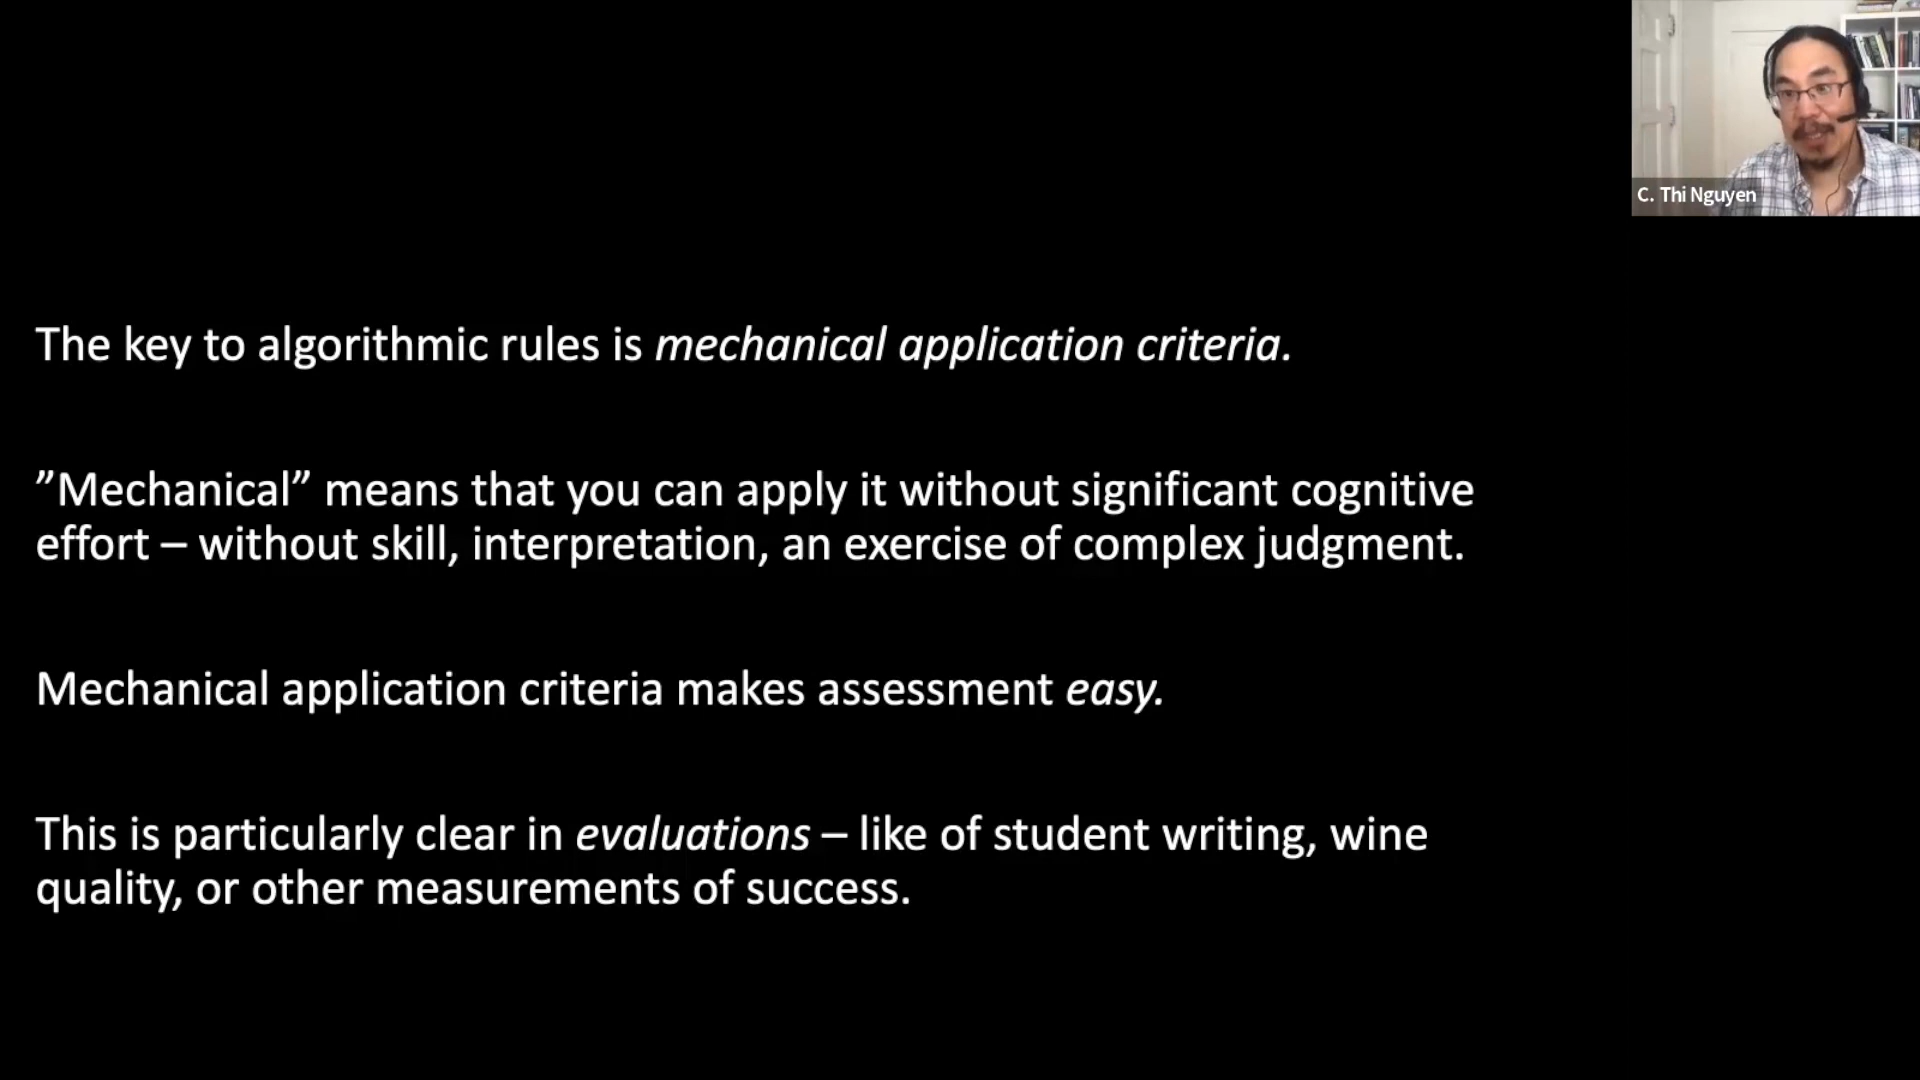 C. Thi Nguyen
The key to algorithmic rules is mechanical application criteria.
”Mechanical” means that you can apply it without significant cognitive
effort – without skill, interpretation, an exercise of complex judgment.
Mechanical application criteria makes assessment easy.
This is particularly clear in evaluations – like of student writing, wine
quality, or other measurements of success.